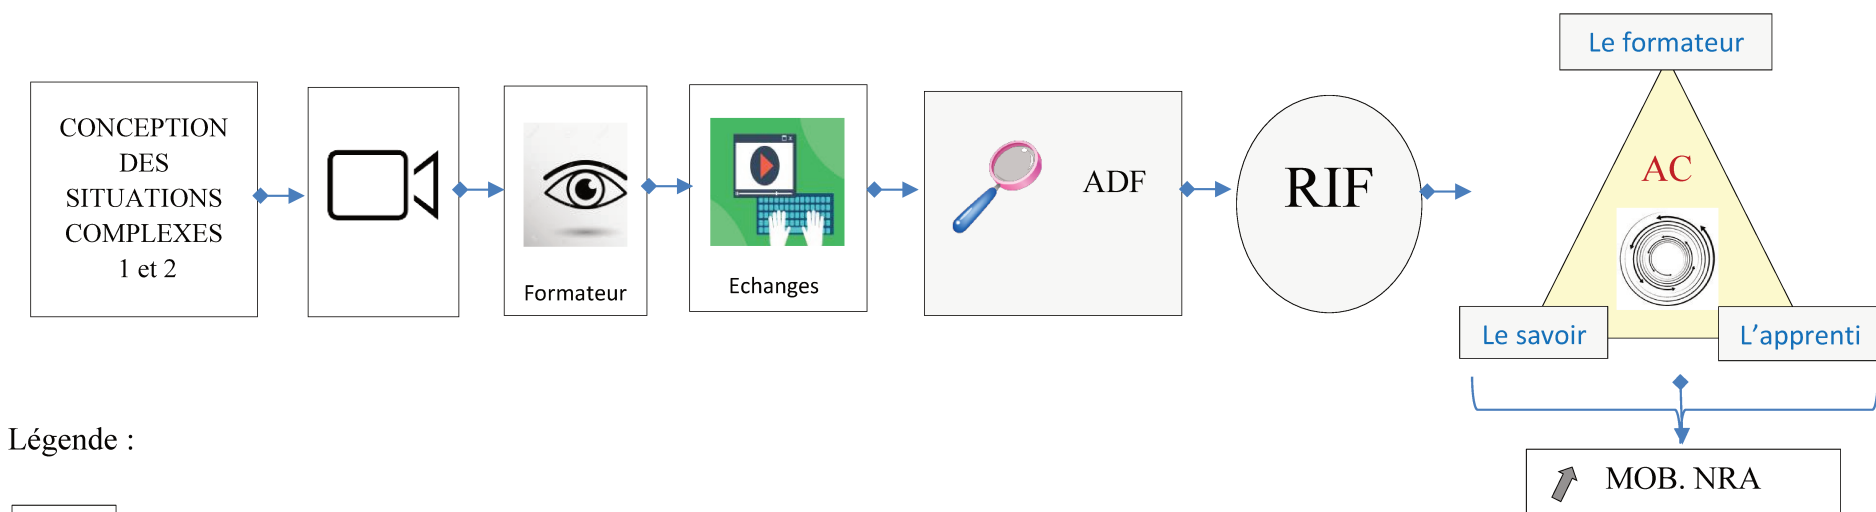 CONCEPTION
DES
SITUATIONS
COMPLEXES
1 et 2
Formateur
Echanges
ADF
RIF
Le formateur
AC
Le savoir
L’apprenti
MOB. NRA
Légende :